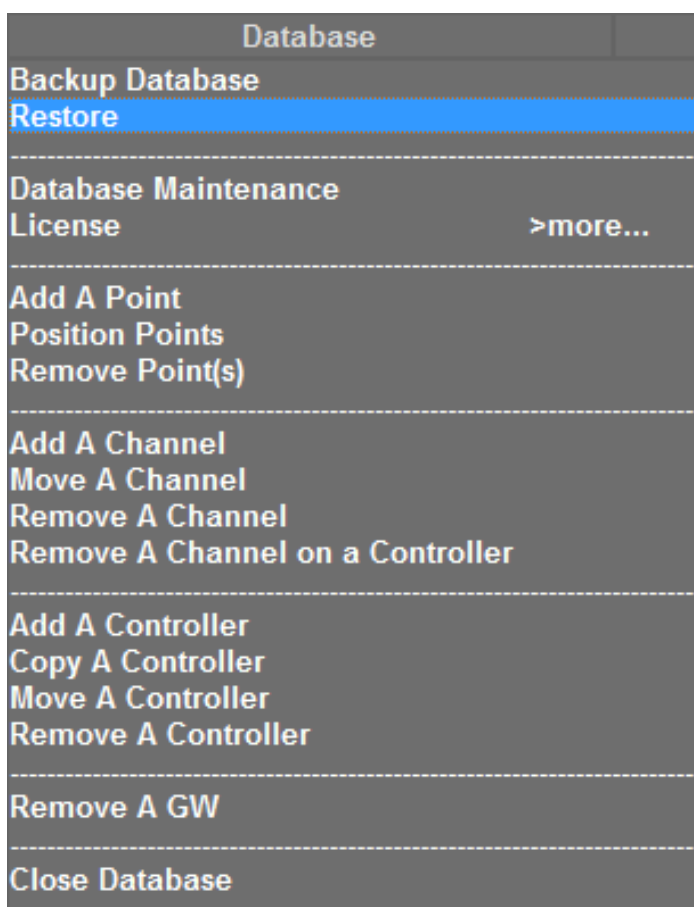 Database
Backup Database
Restore
Database Maintenance
License >more...
Add A Point
Position Points
Remove Point(s)
Add A Channel
Move A Channel
Remove A Channel
Remove A Channel on a Controller
Add A Controller
Copy A Controller
Move A Controller
Remove A Controller
Remove A GW
Close Database